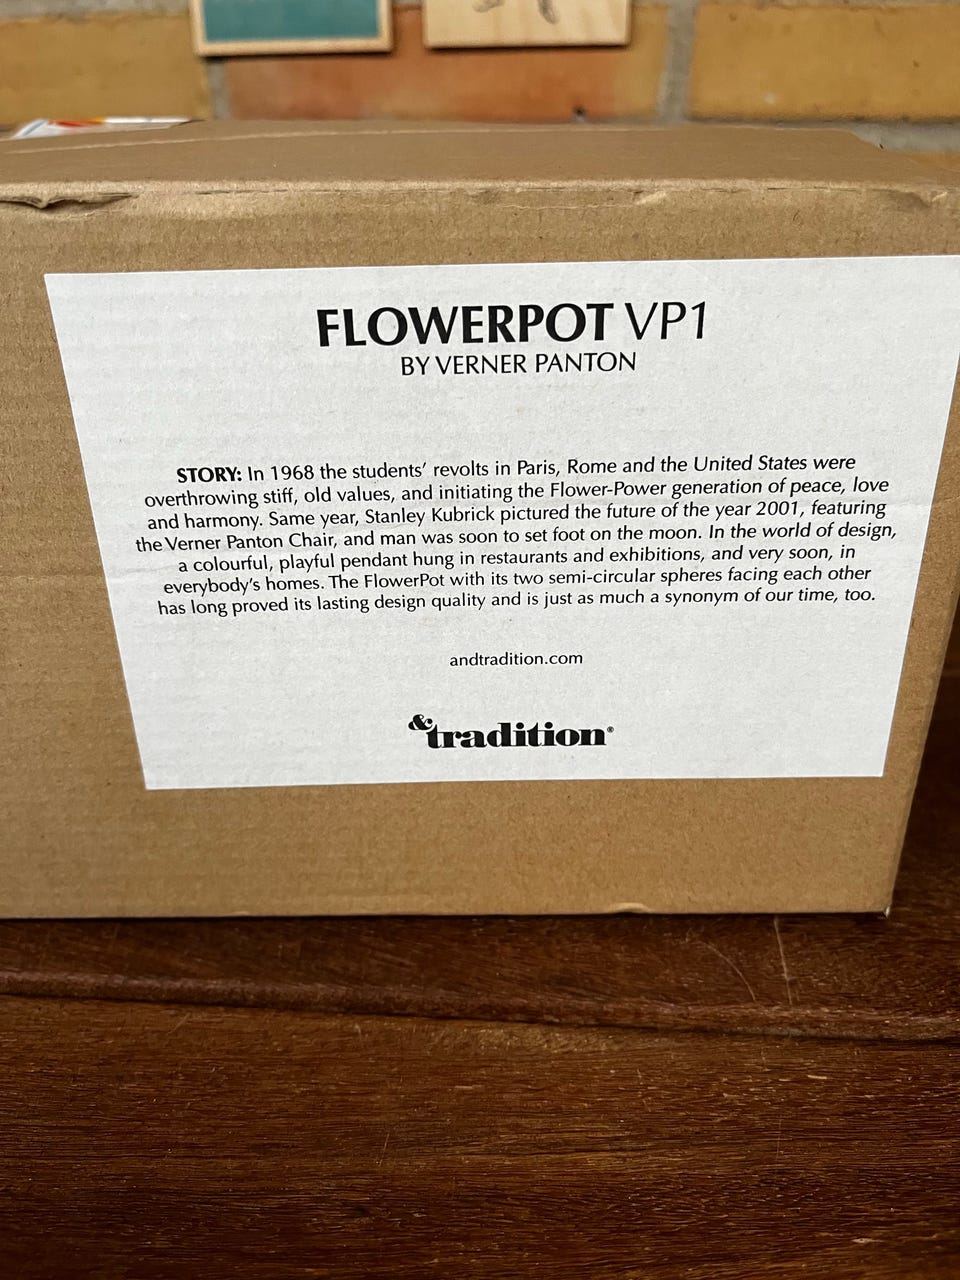 FLOWERPOT VP1
BY VERNER PANTON
STORY: In 1968 the students' revolts in Paris, Rome and the United States were
overthrowing stiff, old values, and initiating the Flower-Power generation of peace, love
and harmony. Same year, Stanley Kubrick pictured the future of the year 2001, featuring
the Verner Panton Chair, and man was soon to set foot on the moon. In the world of design,
a colourful, playful pendant hung in restaurants and exhibitions, and very soon, in
everybody's homes. The FlowerPot with its two semi-circular spheres facing each other
has long proved its lasting design quality and is just as much a synonym of our time, too.
andtradition.com
&tradition®